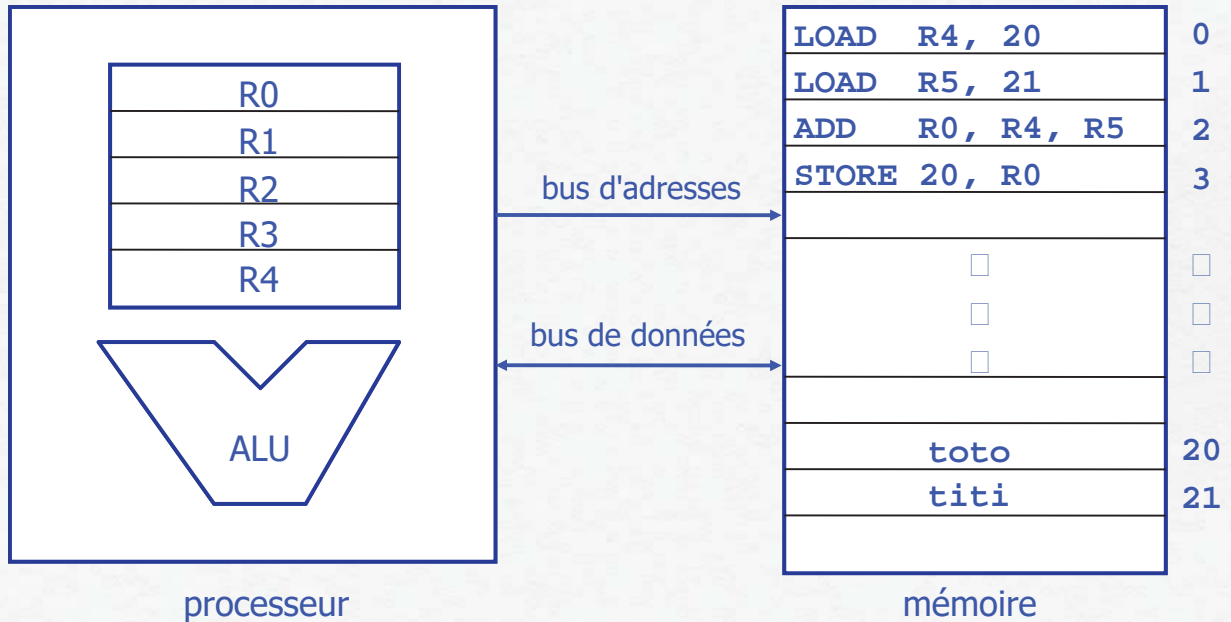 R0
R1
R2
R3
R4
ALU
processeur
bus d'adresses
bus de données
LOAD R4, 20 0
LOAD R5, 21 1
ADD R0, R4, R5 2
STORE 20, R0 3
toto 20
titi 21
mémoire